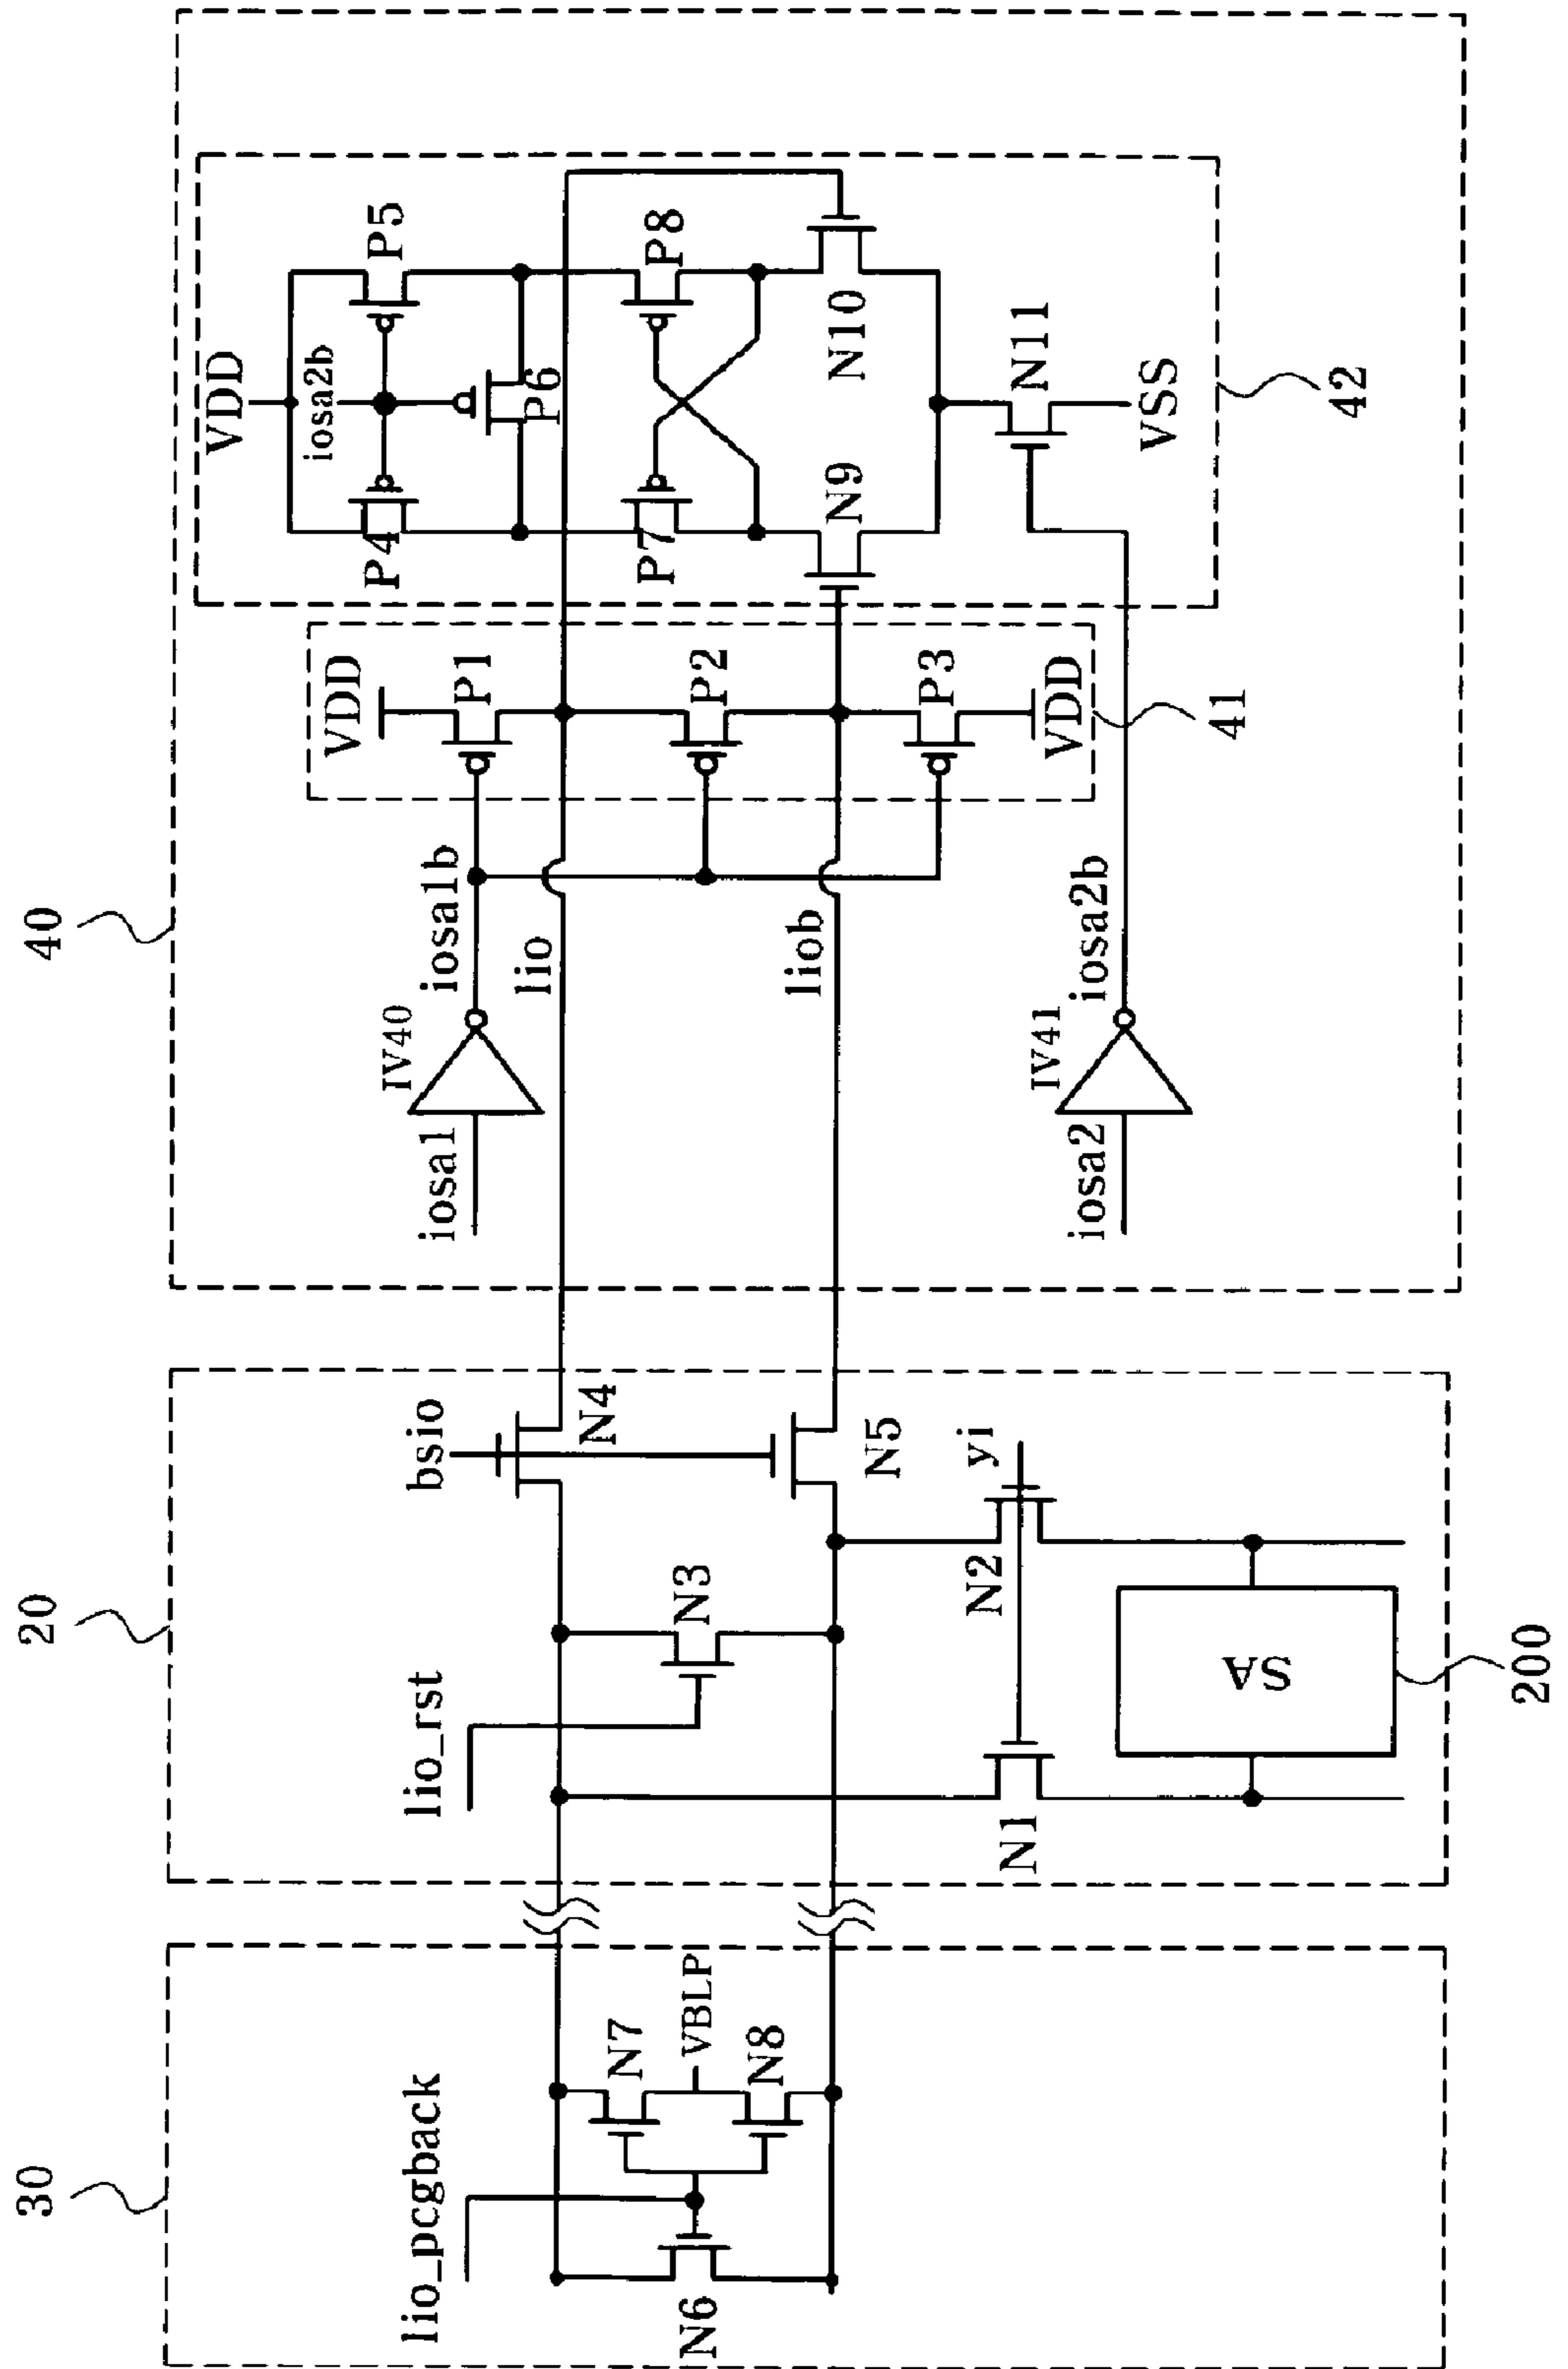 40
VDD
P5
iosa2b
P4
P6
P8
P7
N10
N9
N11
VSS
42
VDD
P1
P2
P3
VDD
41
iosa1b
lio
liob
iosa2b
IV40
IV41
iosa1
iosa2
20
bsio
N4
N5
yi
N2
N3
lio_rst
N1
SA
200
30
N7
VBLP
N8
lio_pcgback
N6